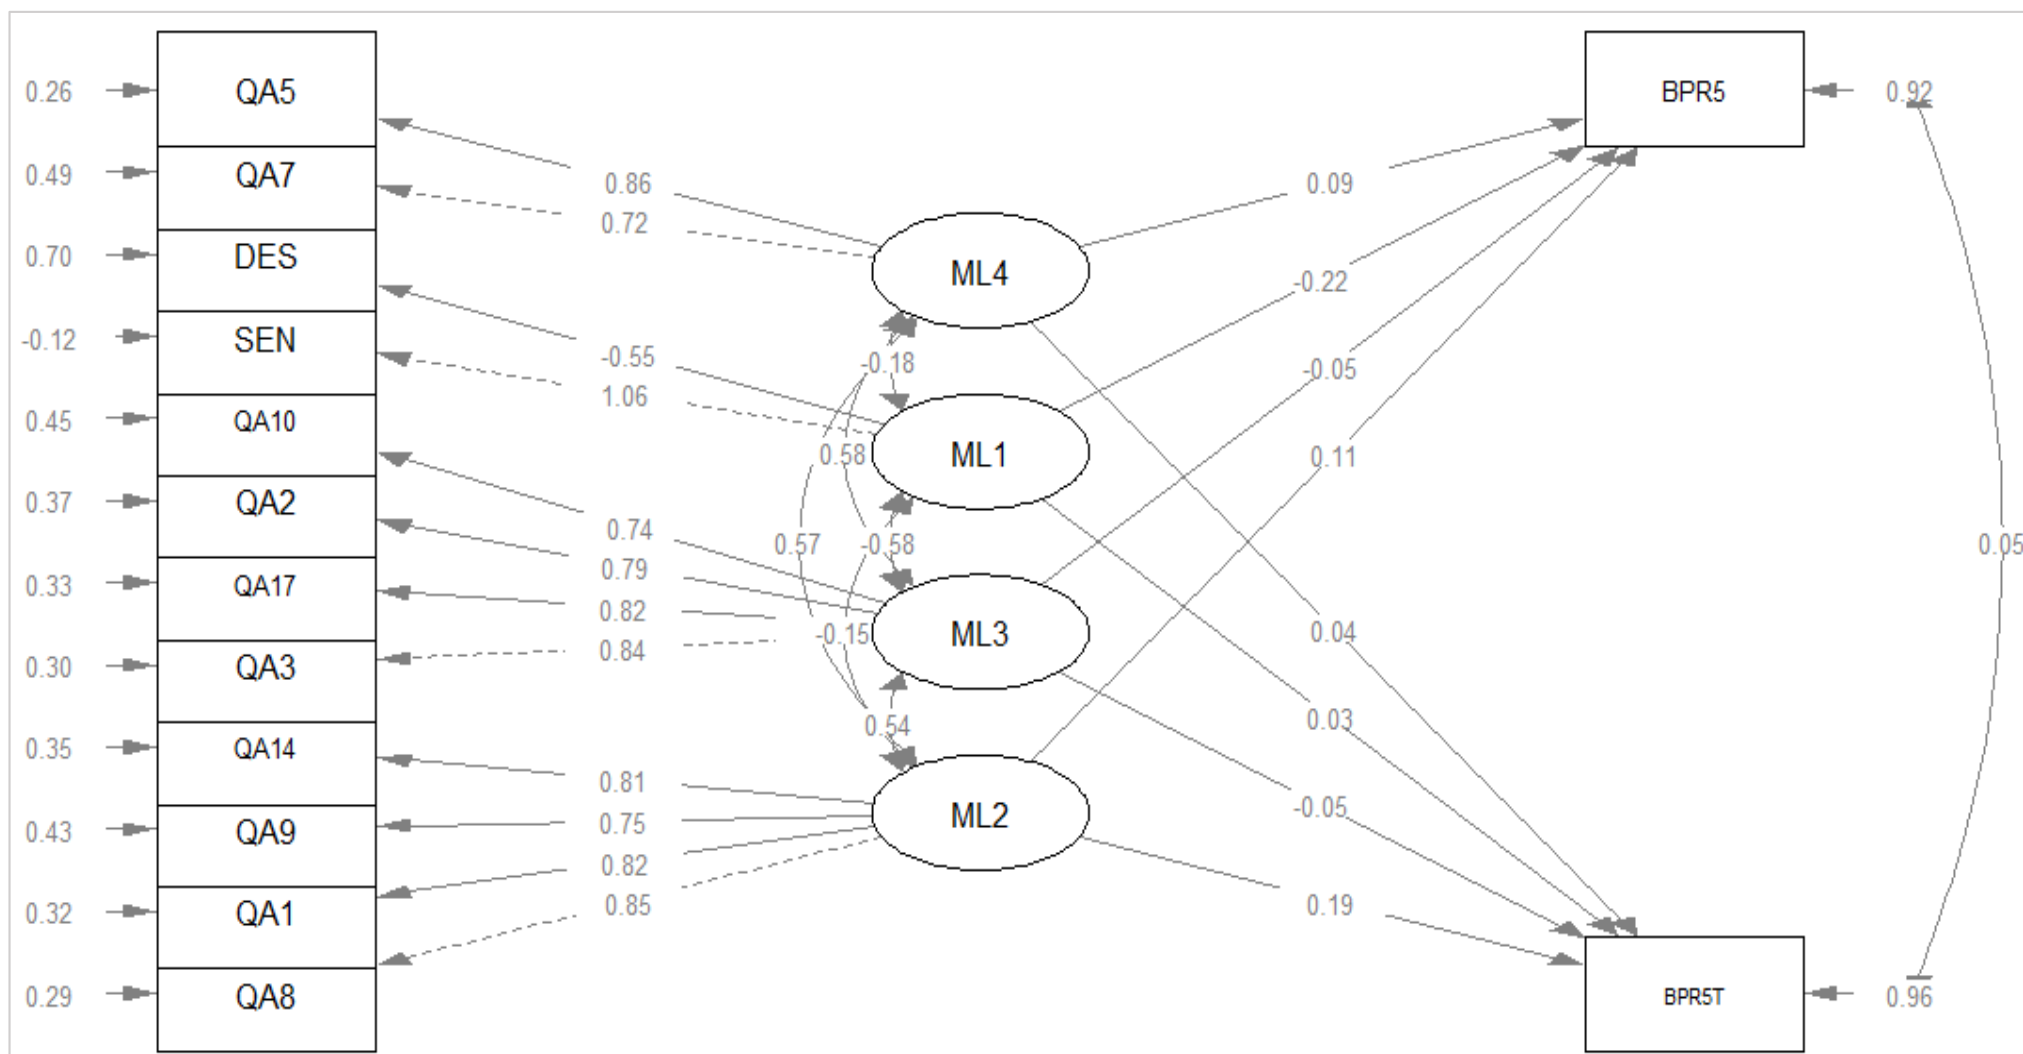 0.26 QA5 BPR5 0.92
0.49 QA7 0.86 0.09
0.72
0.70 DES ML4 -0.22
-0.12 SEN -0.55 -0.18 -0.05
1.06
0.45 QA10 0.58 ML1 0.11
0.37 QA2 0.74 0.57 -0.58 0.05
0.79
0.33 QA17 0.82 -0.15 ML3 0.04
0.30 QA3 0.84
0.35 QA14 0.54 0.03
0.81
0.43 QA9 0.75 ML2 -0.05
0.82
0.32 QA1 0.85 0.19
0.29 QA8 BPR5T 0.96